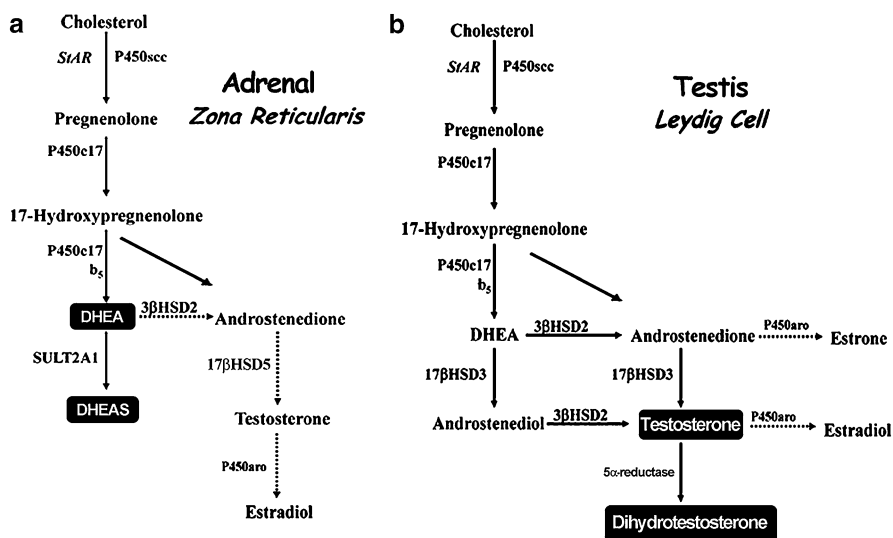 a
Cholesterol
StAR P450scc
Adrenal
Zona Reticularis
Pregnenolone
P450c17
17-Hydroxypregnenolone
P450c17
b5
DHEA 3βHSD2 Androstenedione
SULT2A1 17βHSD5
DHEAS Testosterone
P450aro
Estradiol
b
Cholesterol
StAR P450scc
Testis
Leydig Cell
Pregnenolone
P450c17
17-Hydroxypregnenolone
P450c17
b5
DHEA 3βHSD2 Androstenedione P450aro Estrone
17βHSD3 17βHSD3
Androstenediol 3βHSD2 Testosterone P450aro Estradiol
5α-reductase
Dihydrotestosterone